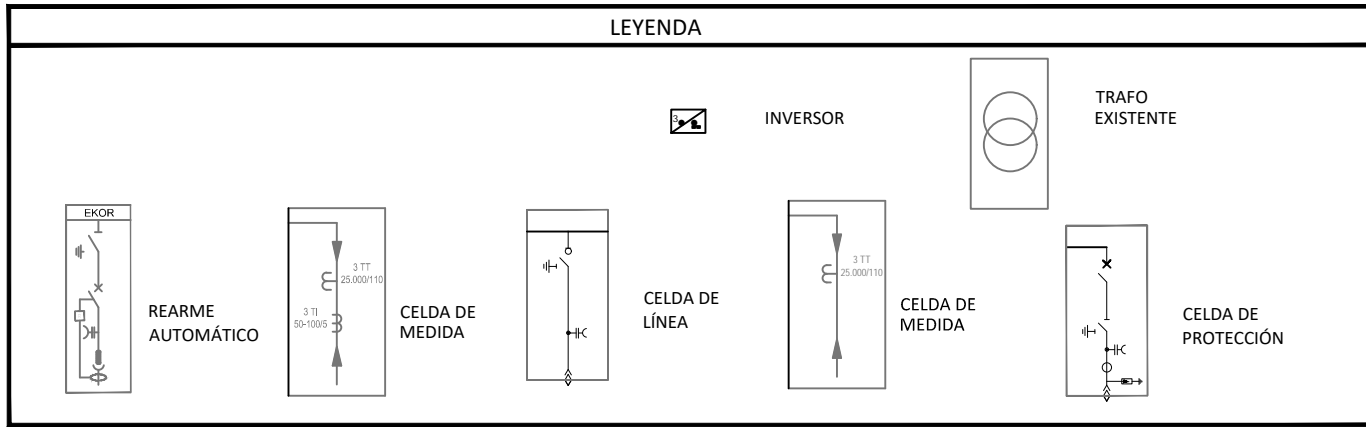 LEYENDA
3
INVERSOR
TRAFO
EXISTENTE
EKOR
REARME
AUTOMÁTICO
3 TT
25.000/110
3 TI
50-100/5
CELDA DE
MEDIDA
CELDA DE
LÍNEA
3 TT
25.000/110
CELDA DE
MEDIDA
CELDA DE
PROTECCIÓN